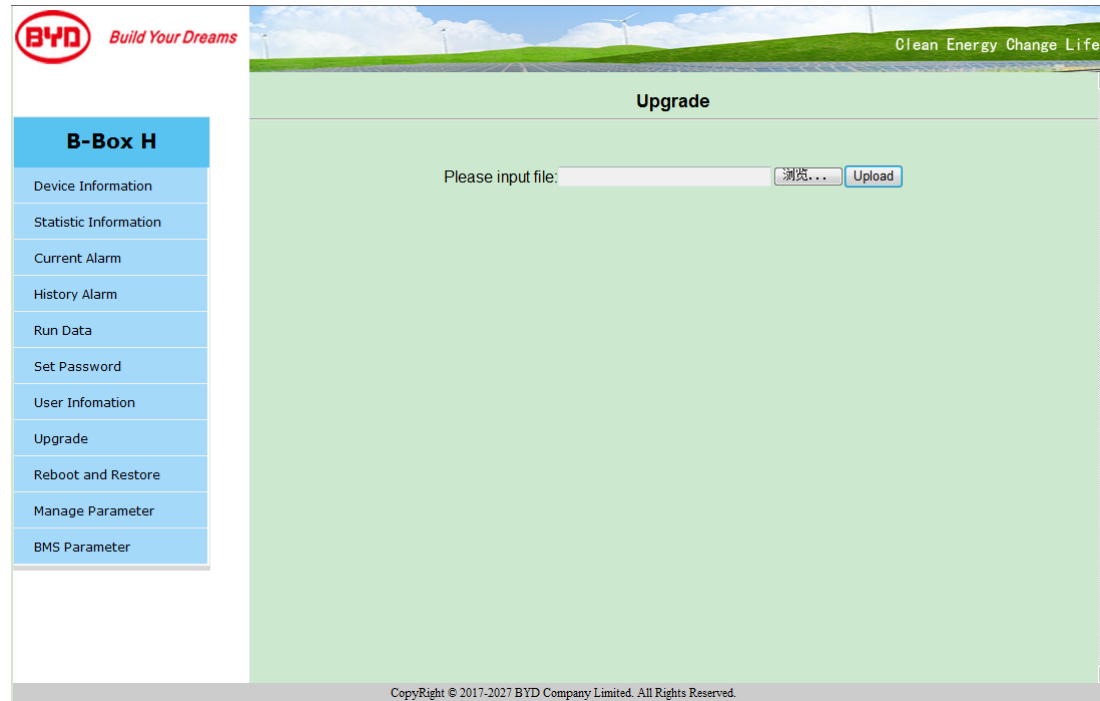 BYD Build Your Dreams
Clean Energy Change Life
Upgrade
B-Box H
Device Information
Statistic Information
Current Alarm
History Alarm
Run Data
Set Password
User Infomation
Upgrade
Reboot and Restore
Manage Parameter
BMS Parameter
Please input file: 浏览... Upload
CopyRight © 2017-2027 BYD Company Limited. All Rights Reserved.